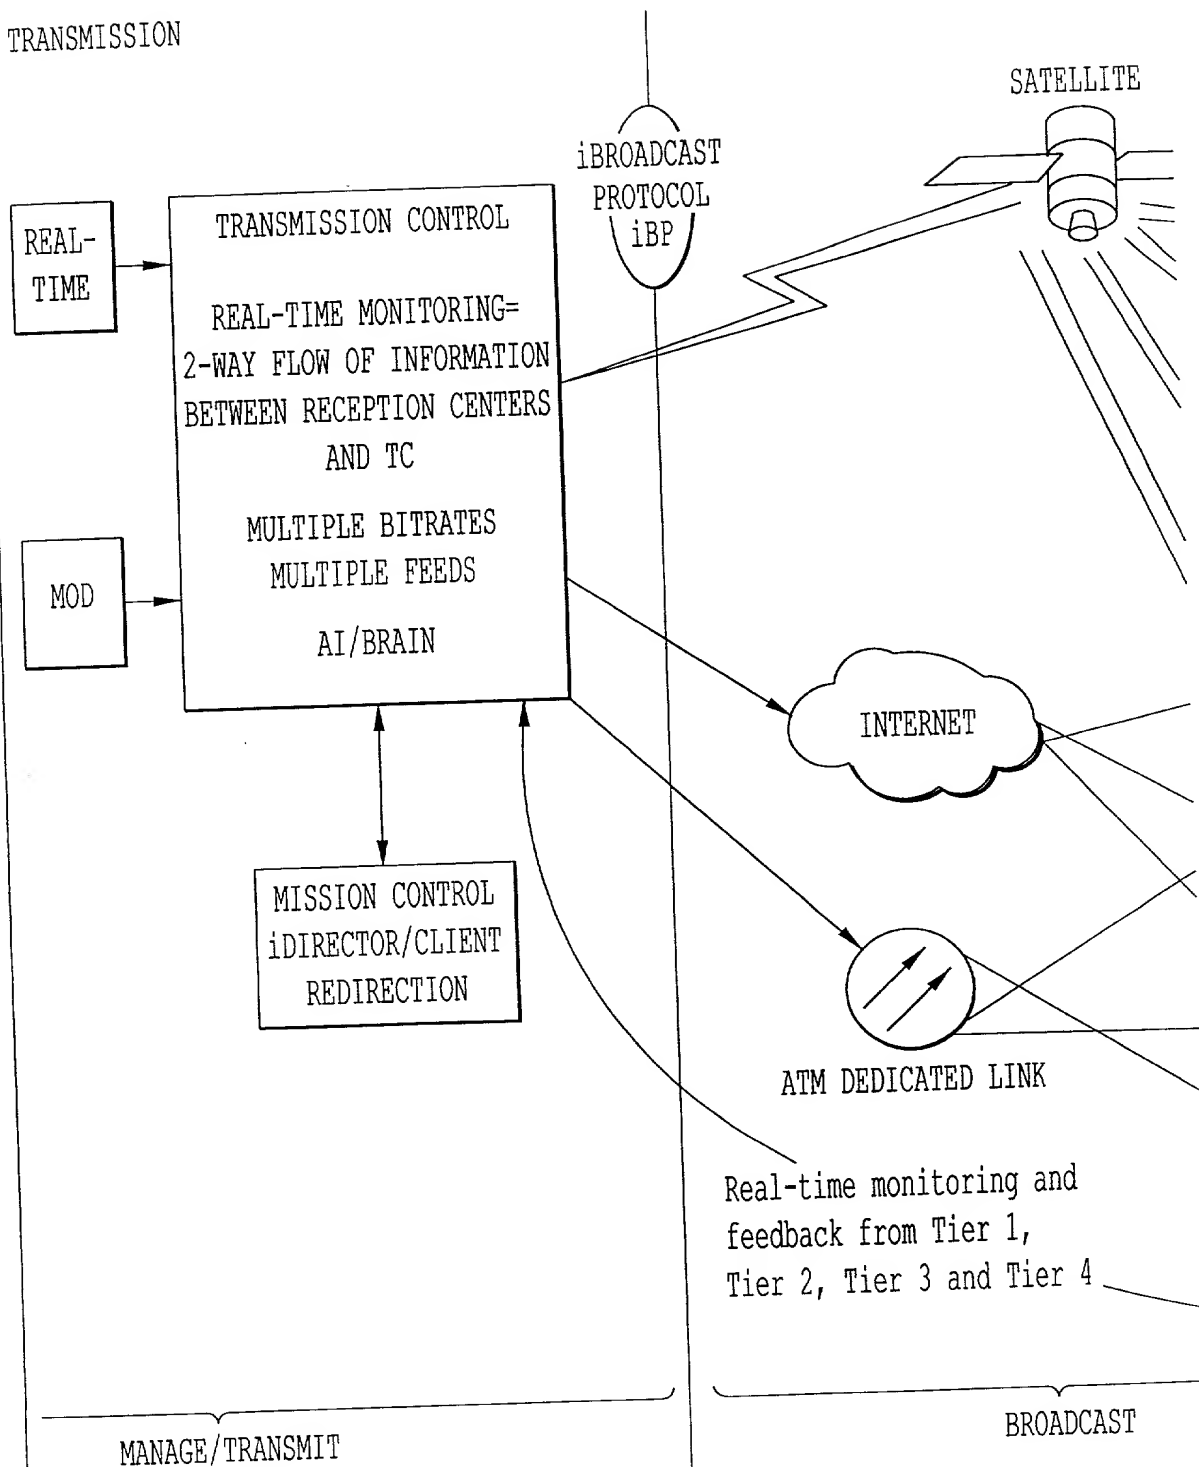 TRANSMISSION
SATELLITE
iBROADCAST
PROTOCOL
iBP
REAL-
TIME
TRANSMISSION CONTROL
REAL-TIME MONITORING=
2-WAY FLOW OF INFORMATION
BETWEEN RECEPTION CENTERS
AND TC
MULTIPLE BITRATES
MULTIPLE FEEDS
AI/BRAIN
MOD
INTERNET
MISSION CONTROL
iDIRECTOR/CLIENT
REDIRECTION
ATM DEDICATED LINK
Real-time monitoring and
feedback from Tier 1,
Tier 2, Tier 3 and Tier 4
MANAGE/TRANSMIT
BROADCAST